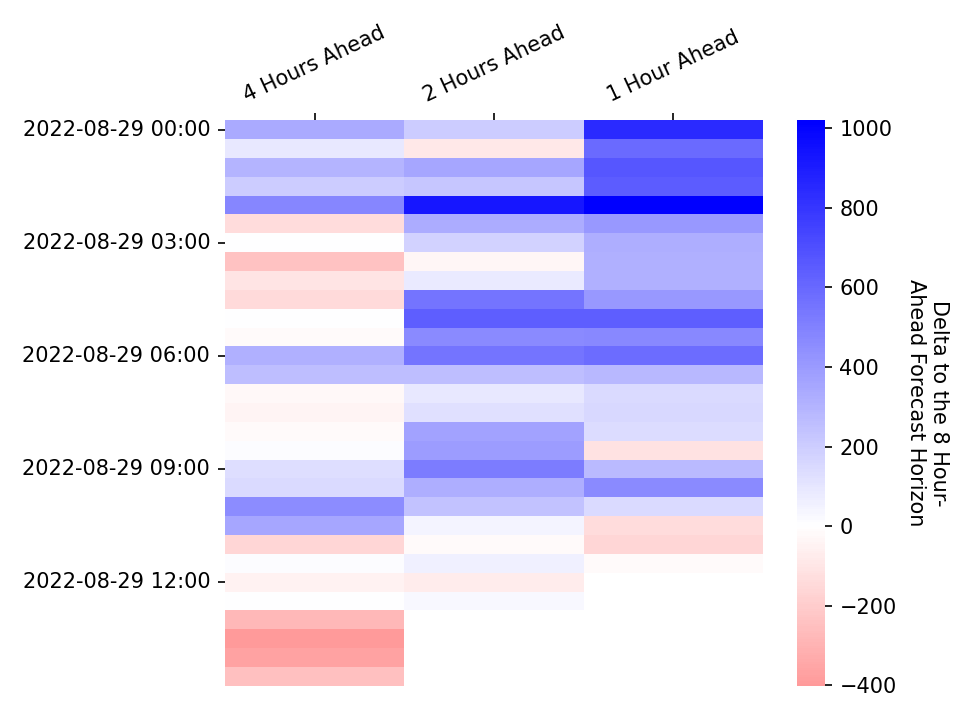 4 Hours Ahead
2 Hours Ahead
1 Hour Ahead
2022-08-29 00:00
2022-08-29 03:00
2022-08-29 06:00
2022-08-29 09:00
2022-08-29 12:00
1000
800
600
400
200
0
−200
−400
Delta to the 8 Hour-
Ahead Forecast Horizon